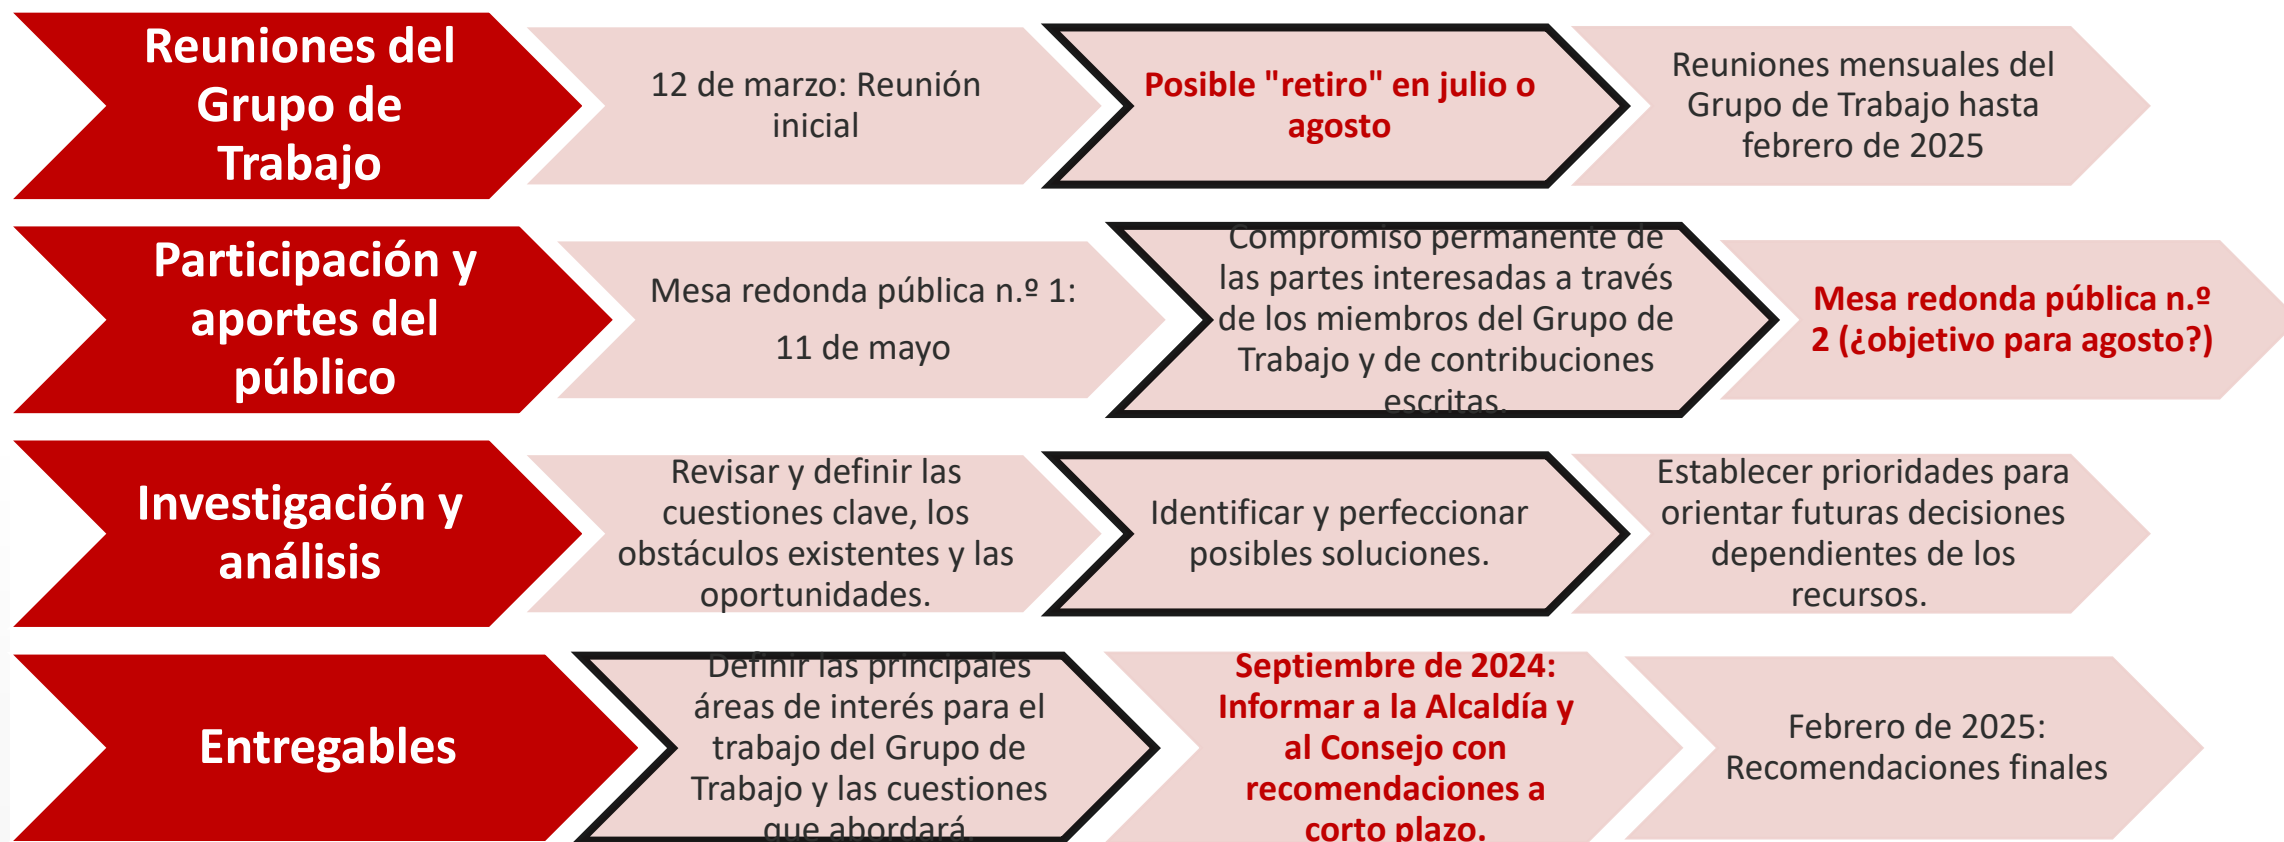 Reuniones del
Grupo de
Trabajo
12 de marzo: Reunión
inicial
Posible "retiro" en julio o
agosto
Reuniones mensuales del
Grupo de Trabajo hasta
febrero de 2025
Participación y
aportes del
público
Mesa redonda pública n.º 1:
11 de mayo
Compromiso permanente de
las partes interesadas a través
de los miembros del Grupo de
Trabajo y de contribuciones
escritas.
Mesa redonda pública n.º
2 (¿objetivo para agosto?)
Investigación y
análisis
Revisar y definir las
cuestiones clave, los
obstáculos existentes y las
oportunidades.
Identificar y perfeccionar
posibles soluciones.
Establecer prioridades para
orientar futuras decisiones
dependientes de los
recursos.
Entregables
Definir las principales
áreas de interés para el
trabajo del Grupo de
Trabajo y las cuestiones
que abordará.
Septiembre de 2024:
Informar a la Alcaldía y
al Consejo con
recomendaciones a
corto plazo.
Febrero de 2025:
Recomendaciones finales